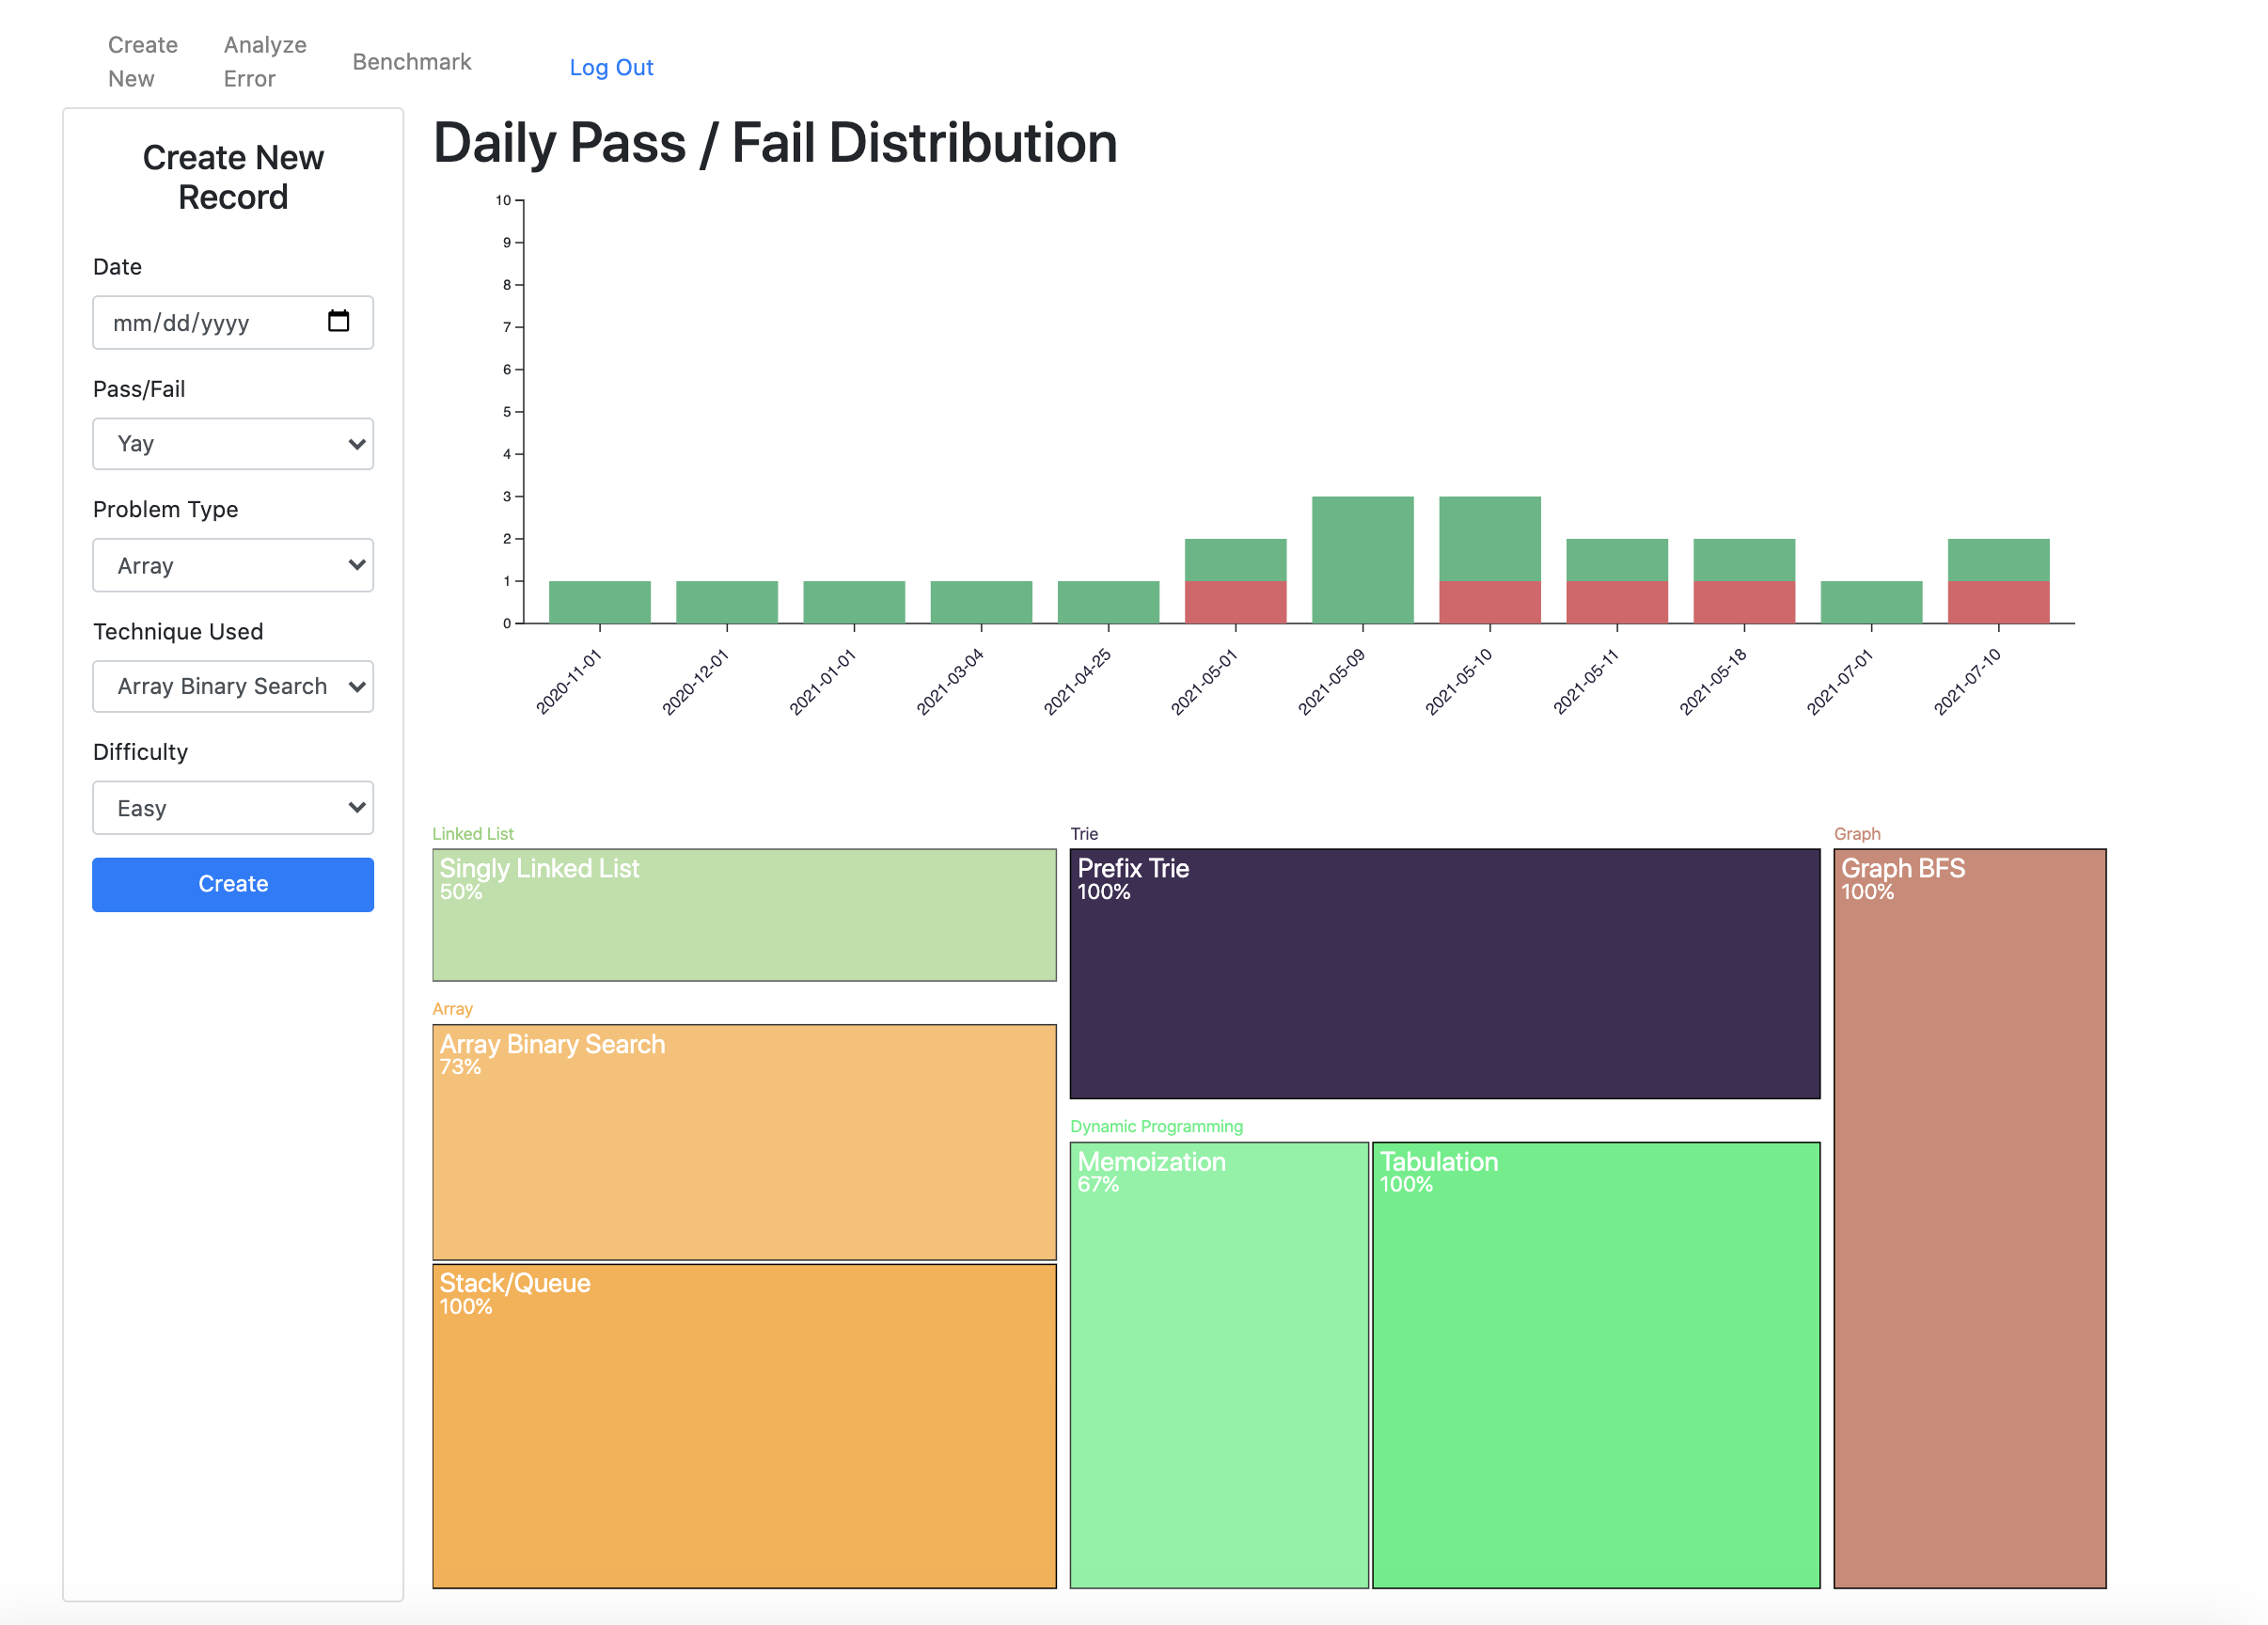 Create
New
Analyze
Error
Benchmark
Log Out
Create New
Record
Date
mm/dd/yyyy
Pass/Fail
Yay
Problem Type
Array
Technique Used
Array Binary Search
Difficulty
Easy
Create
Daily Pass / Fail Distribution
10
9
8
7
6
5
4
3
2
1
0
2020-11-01
2020-12-01
2021-01-01
2021-03-04
2021-04-25
2021-05-01
2021-05-09
2021-05-10
2021-05-11
2021-05-18
2021-07-01
2021-07-10
Linked List
Singly Linked List
50%
Array
Array Binary Search
73%
Stack/Queue
100%
Trie
Prefix Trie
100%
Dynamic Programming
Memoization
67%
Tabulation
100%
Graph
Graph BFS
100%